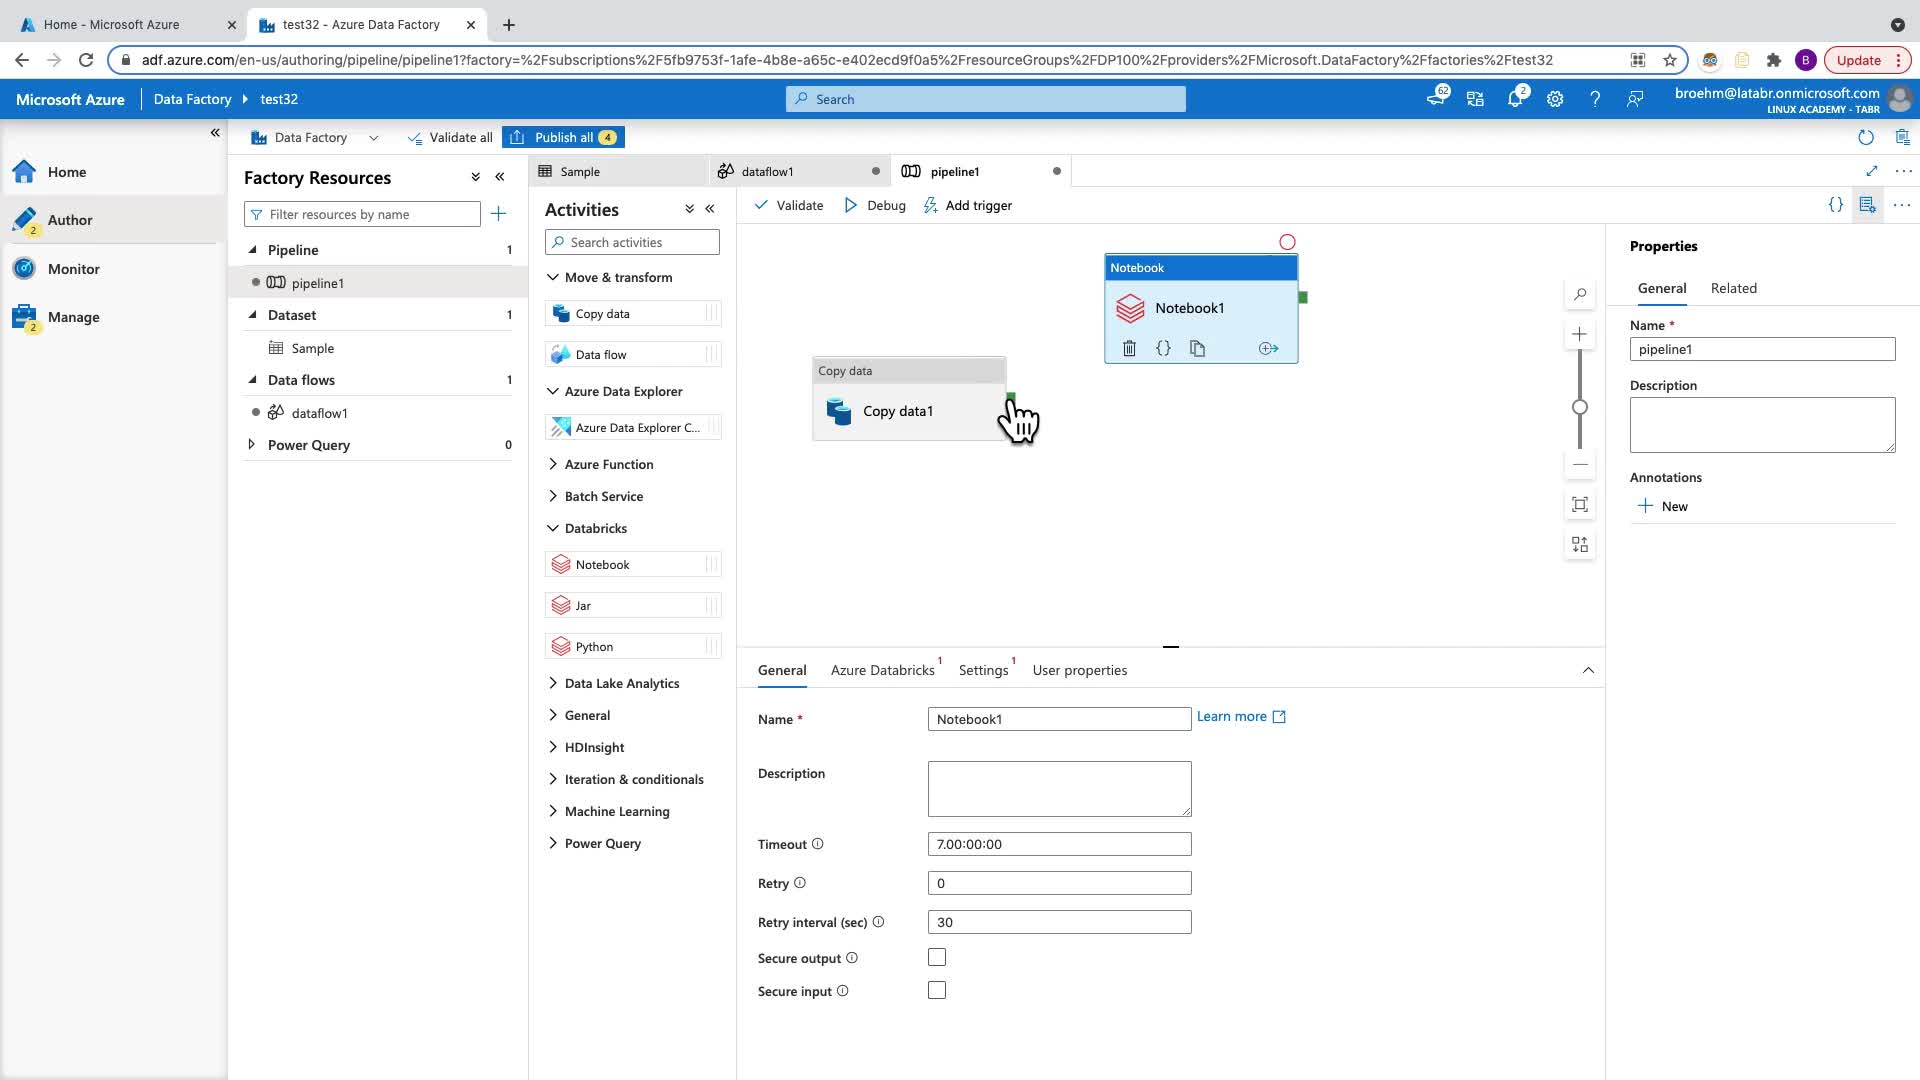 Home - Microsoft Azure
test32 - Azure Data Factory
adf.azure.com/en-us/authoring/pipeline/pipeline1?factory=%2Fsubscriptions%2F5fb9753f-1afe-4b8e-a65c-e402ecd9f0a5%2FresourceGroups%2FDP100%2Fproviders%2FMicrosoft.DataFactory%2Ffactories%2Ftest32
B
Update
Microsoft Azure
Data Factory
test32
Search
62
2
broehm@latabr.onmicrosoft.com
LINUX ACADEMY - TABR
Data Factory
Validate all
Publish all
4
Home
Author
2
Monitor
Manage
2
Factory Resources
Filter resources by name
Pipeline 1
pipeline1
Dataset 1
Sample
Data flows 1
dataflow1
Power Query 0
Sample
dataflow1
pipeline1
Activities
Search activities
Move & transform
Copy data
Data flow
Azure Data Explorer
Azure Data Explorer C...
Azure Function
Batch Service
Databricks
Notebook
Jar
Python
Data Lake Analytics
General
HDInsight
Iteration & conditionals
Machine Learning
Power Query
Validate
Debug
Add trigger
Notebook
Notebook1
Copy data
Copy data1
General
Azure Databricks 1
Settings 1
User properties
Name *
Notebook1
Learn more
Description
Timeout
7.00:00:00
Retry
0
Retry interval (sec)
30
Secure output
Secure input
Properties
General
Related
Name *
pipeline1
Description
Annotations
New